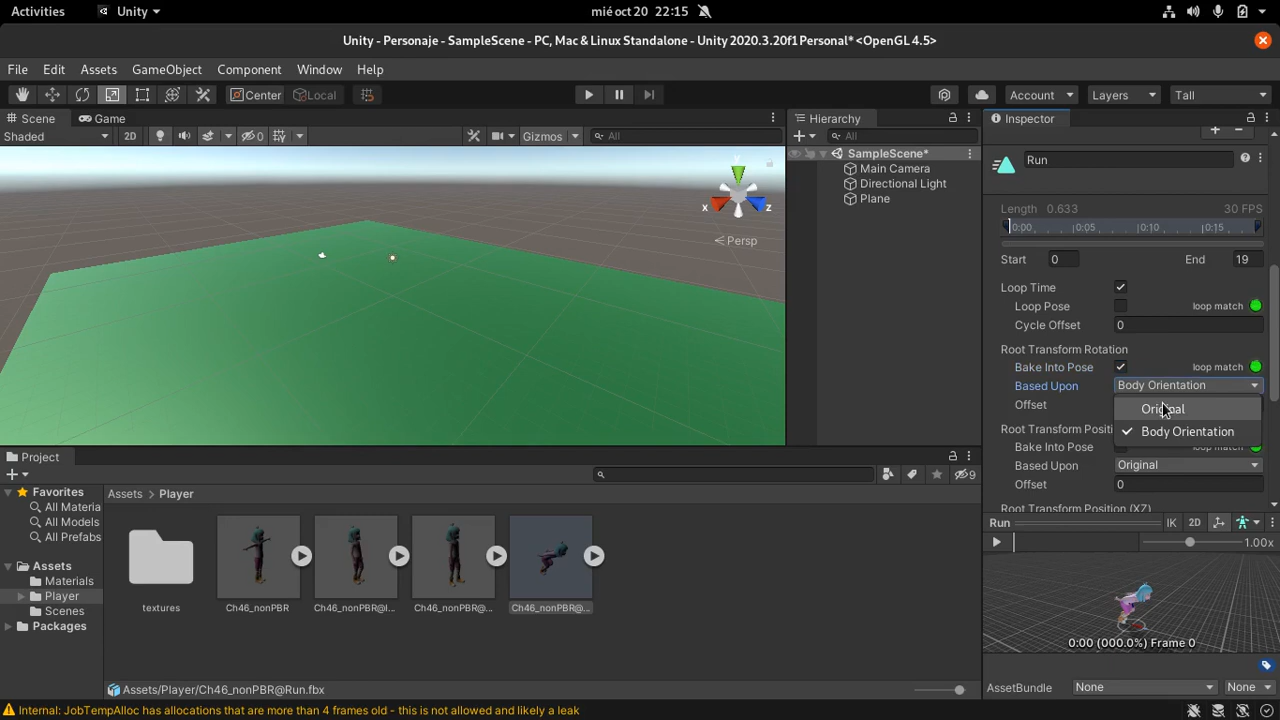 Activities Unity mié oct 20 22:15
Unity - Personaje - SampleScene - PC, Mac & Linux Standalone - Unity 2020.3.20f1 Personal* <OpenGL 4.5>
File Edit Assets GameObject Component Window Help
Center Local Account Layers Tall
Scene Game Hierarchy Inspector
Shaded 2D 0 Gizmos All All
y
x
z
Persp
SampleScene*
Main Camera
Directional Light
Plane
Run
Length 0.633 30 FPS
0:00 0:05 0:10 0:15
Start 0 End 19
Loop Time
Loop Pose loop match
Cycle Offset 0
Root Transform Rotation
Bake Into Pose loop match
Based Upon Body Orientation
Offset Original
Body Orientation
Root Transform Positi
Bake Into Pose
Based Upon Original
Offset 0
Root Transform Position (XZ)
Run IK 2D
1.00x
0:00 (000.0%) Frame 0
AssetBundle None None
Project
9
Favorites
All Materia
All Models
All Prefabs
Assets
Materials
Player
Scenes
Packages
Assets > Player
textures Ch46_nonPBR Ch46_nonPBR@I... Ch46_nonPBR@... Ch46_nonPBR@...
Assets/Player/Ch46_nonPBR@Run.fbx
Internal: JobTempAlloc has allocations that are more than 4 frames old - this is not allowed and likely a leak